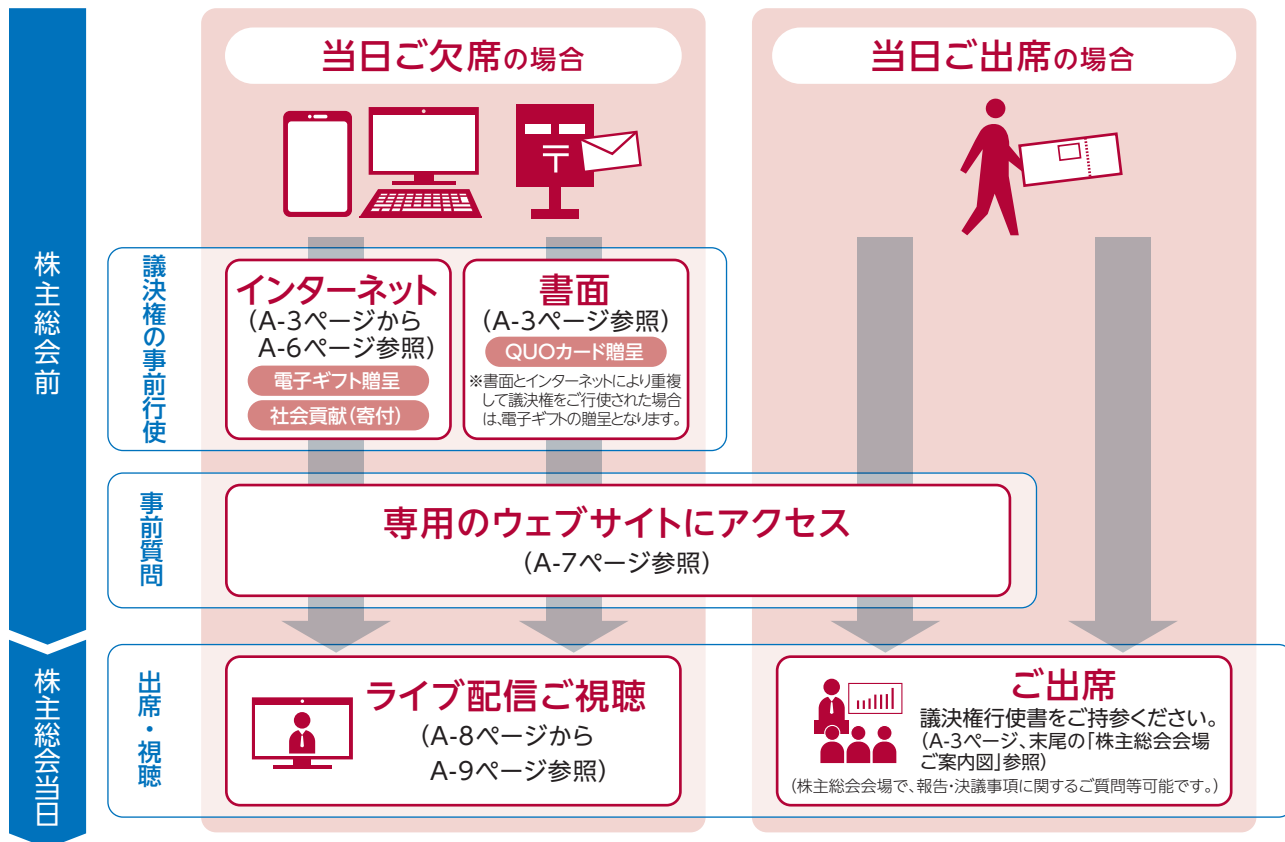 当日ご欠席の場合
当日ご出席の場合
〒
株主総会前
議決権の事前行使
インターネット
(A-3ページから
A-6ページ参照)
電子ギフト贈呈
社会貢献(寄付)
書面
(A-3ページ参照)
QUOカード贈呈
※書面とインターネットにより重複
して議決権をご行使された場合
は、電子ギフトの贈呈となります。
事前質問
専用のウェブサイトにアクセス
(A-7ページ参照)
株主総会当日
出席・視聴
ライブ配信ご視聴
(A-8ページから
A-9ページ参照)
ご出席
議決権行使書をご持参ください。
(A-3ページ、末尾の「株主総会会場
ご案内図」参照)
(株主総会会場で、報告・決議事項に関するご質問等可能です。)